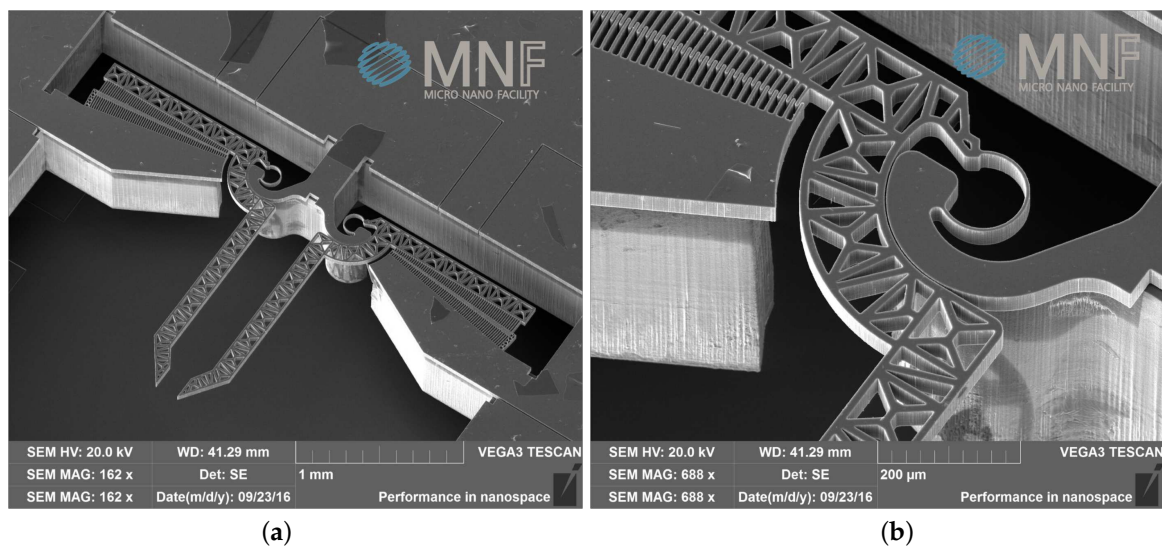 MNF
MICRO NANO FACILITY
SEM HV: 20.0 kV WD: 41.29 mm VEGA3 TESCAN
SEM MAG: 162 x Det: SE 1 mm
SEM MAG: 162 x Date(m/d/y): 09/23/16 Performance in nanospace
(a)
MNF
MICRO NANO FACILITY
SEM HV: 20.0 kV WD: 41.29 mm VEGA3 TESCAN
SEM MAG: 688 x Det: SE 200 µm
SEM MAG: 688 x Date(m/d/y): 09/23/16 Performance in nanospace
(b)